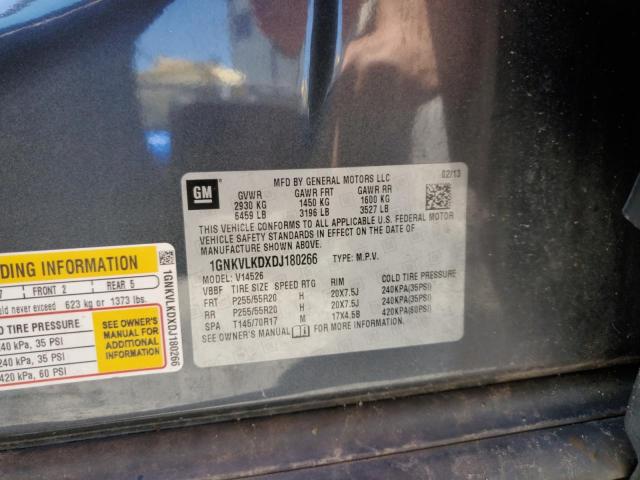 GM
MFD BY GENERAL MOTORS LLC
02/13
GVWR GAWR FRT GAWR RR
2930 KG 1450 KG 1600 KG
6459 LB 3196 LB 3527 LB
THIS VEHICLE CONFORMS TO ALL APPLICABLE U.S. FEDERAL MOTOR
VEHICLE SAFETY AND THEFT PREVENTION STANDARDS IN EFFECT ON
THE DATE OF MANUFACTURE SHOWN ABOVE.
1GNKVLKDXDJ180266 TYPE: M.P.V.
MODEL: V14526
VBBF TIRE SIZE SPEED RTG RIM COLD TIRE PRESSURE
FRT P255/55R20 H 20X7.5J 240KPA(35PSI)
RR P255/55R20 H 20X7.5J 240KPA(35PSI)
SPA T145/70R17 M 17X4.5B 420KPA(60PSI)
SEE OWNER'S MANUAL FOR MORE INFORMATION.
DING INFORMATION
7 FRONT 2 REAR 5
uld never exceed 623 kg or 1373 lbs.
D TIRE PRESSURE
40 kPa, 35 PSI
240 kPa, 35 PSI
420 kPa, 60 PSI
SEE OWNER'S
MANUAL FOR
ADDITIONAL
INFORMATION
1GNKVLKDXDJ180266